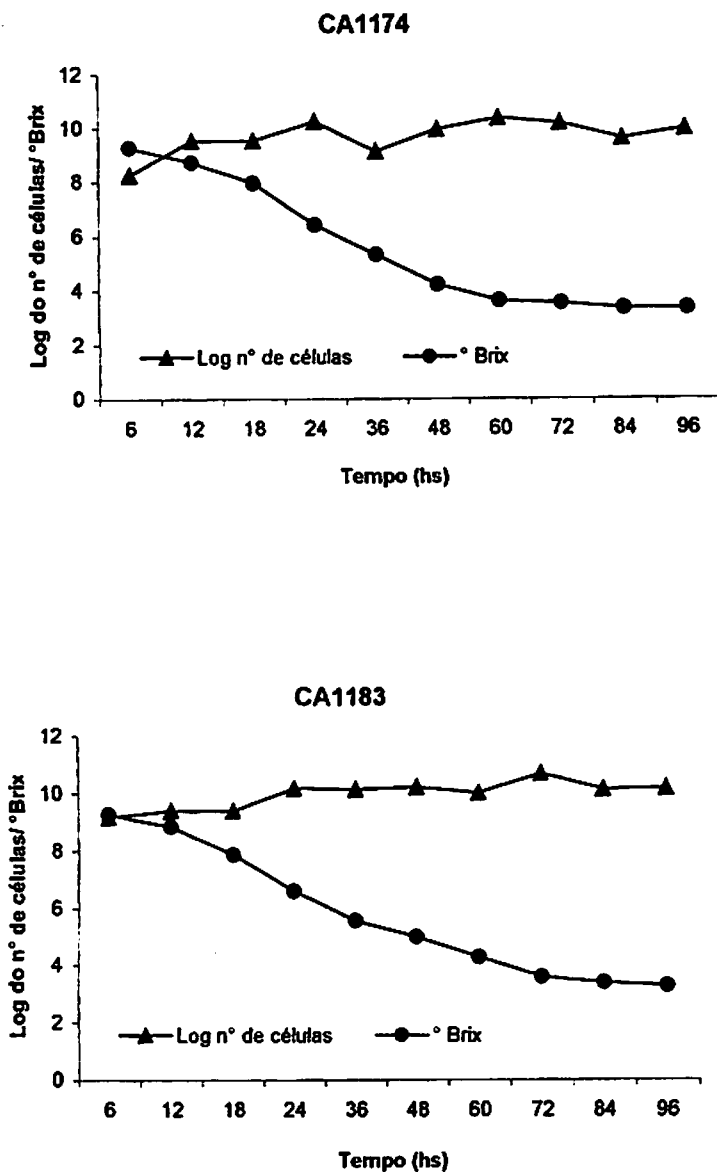 CA1174
12
10
8
6
4
2
0
Log do n° de células/ °Brix
Log n° de células
° Brix
6 12 18 24 36 48 60 72 84 96
Tempo (hs)
CA1183
12
10
8
6
4
2
0
Log do n° de células/ °Brix
Log n° de células
° Brix
6 12 18 24 36 48 60 72 84 96
Tempo (hs)